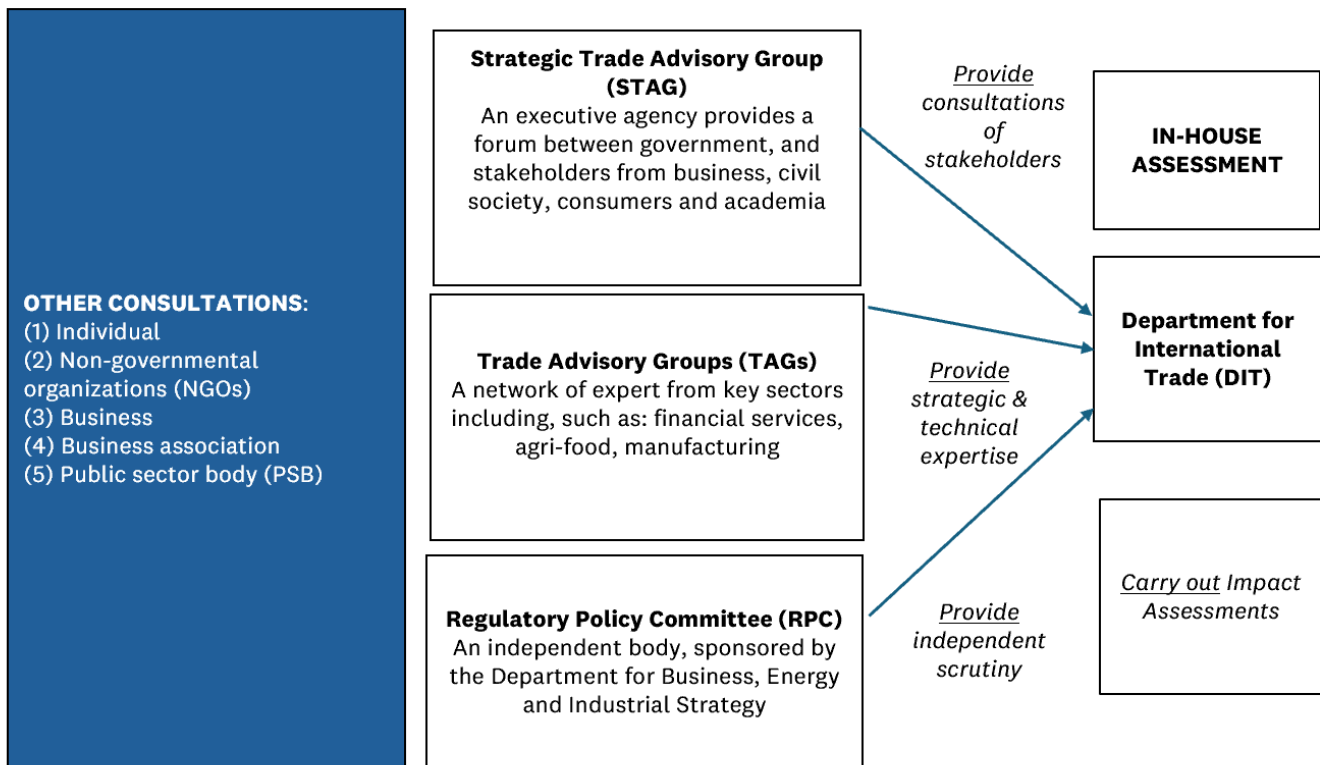 OTHER CONSULTATIONS:
(1) Individual
(2) Non-governmental
organizations (NGOs)
(3) Business
(4) Business association
(5) Public sector body (PSB)
Strategic Trade Advisory Group
(STAG)
An executive agency provides a
forum between government, and
stakeholders from business, civil
society, consumers and academia
Trade Advisory Groups (TAGs)
A network of expert from key sectors
including, such as: financial services,
agri-food, manufacturing
Regulatory Policy Committee (RPC)
An independent body, sponsored by
the Department for Business, Energy
and Industrial Strategy
Provide
consultations
of
stakeholders
Provide
strategic &
technical
expertise
Provide
independent
scrutiny
IN-HOUSE
ASSESSMENT
Department for
International
Trade (DIT)
Carry out Impact
Assessments